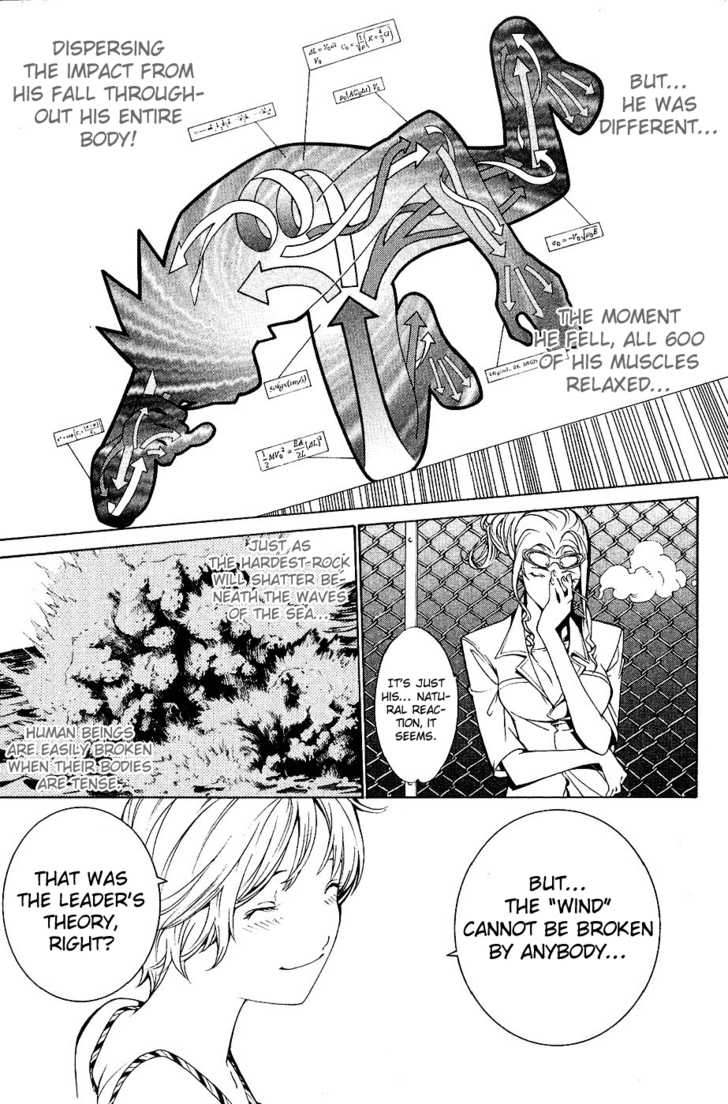 BUT...
HE WAS
DIFFERENT...
THE MOMENT
HE FELL, ALL 600
OF HIS MUSCLES
RELAXED...
DISPERSING
THE IMPACT FROM
HIS FALL THROUGH-
OUT HIS ENTIRE
BODY!
IT'S JUST
HIS... NATU-
RAL REAC-
TION, IT
SEEMS.
JUST AS
THE HARDEST ROCK
WILL SHATTER BE-
NEATH THE WAVES
OF THE SEA...
HUMAN BEINGS
ARE EASILY BROKEN
WHEN THEIR BODIES
ARE TENSE...
BUT...
THE "WIND"
CANNOT BE BROKEN
BY ANYBODY...
THAT WAS
THE LEADER'S
THEORY,
RIGHT?